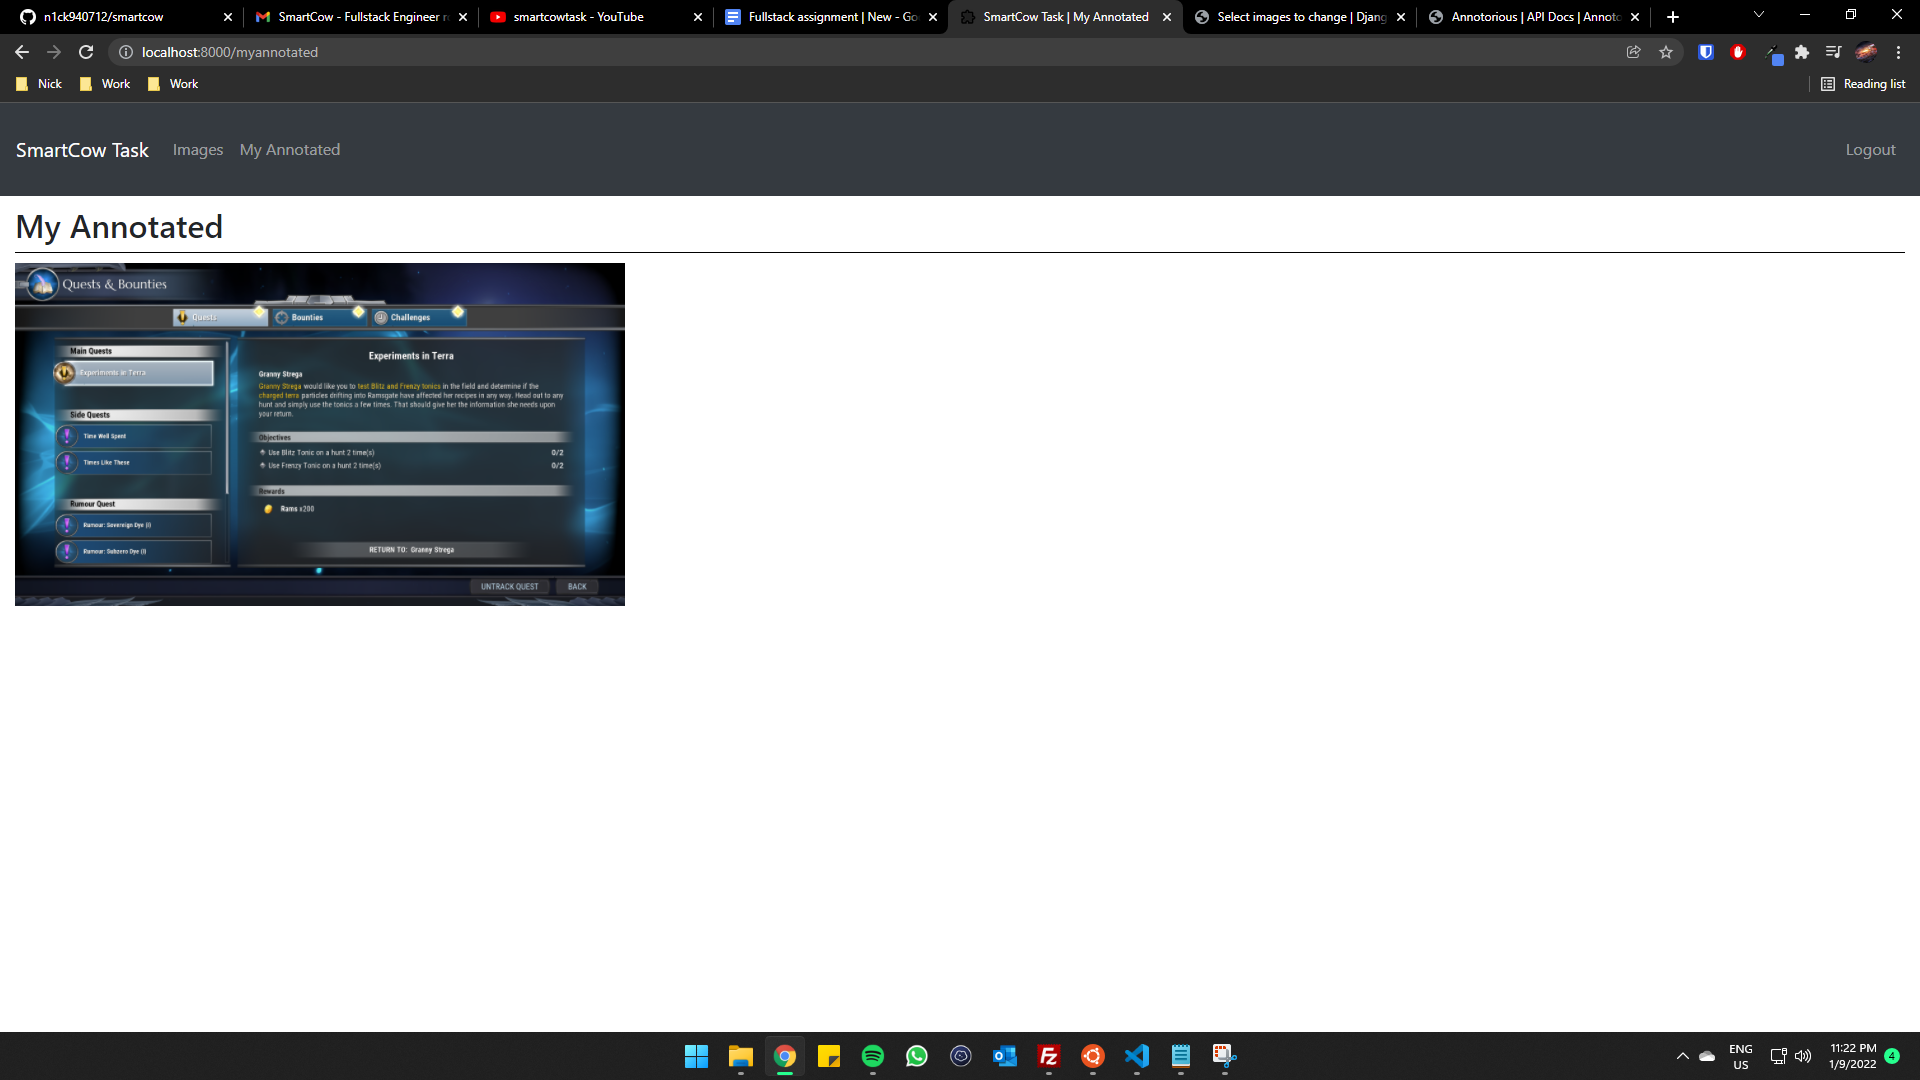 n1ck940712/smartcow
SmartCow - Fullstack Engineer r
smartcowtask - YouTube
Fullstack assignment | New - Go
SmartCow Task | My Annotated
Select images to change | Djang
Annotorious | API Docs | Annoto
localhost:8000/myannotated
Nick
Work
Work
Reading list
SmartCow Task
Images
My Annotated
Logout
My Annotated
Quests & Bounties
Quests
Bounties
Challenges
Main Quests
Experiments in Terra
Side Quests
Time Well Spent
Times Like These
Rumour Quest
Rumour: Sovereign Dye (I)
Rumour: Subzero Dye (I)
Experiments in Terra
Granny Strega
Granny Strega would like you to test Blitz and Frenzy tonics in the field and determine if the
charged terra particles drifting into Ramsgate have affected her recipes in any way. Head out to any
hunt and simply use the tonics a few times. That should give her the information she needs upon
your return.
Objectives
Use Blitz Tonic on a hunt 2 time(s) 0/2
Use Frenzy Tonic on a hunt 2 time(s) 0/2
Rewards
Rams x200
RETURN TO: Granny Strega
UNTRACK QUEST
BACK
ENG
US
11:22 PM
1/9/2022
4